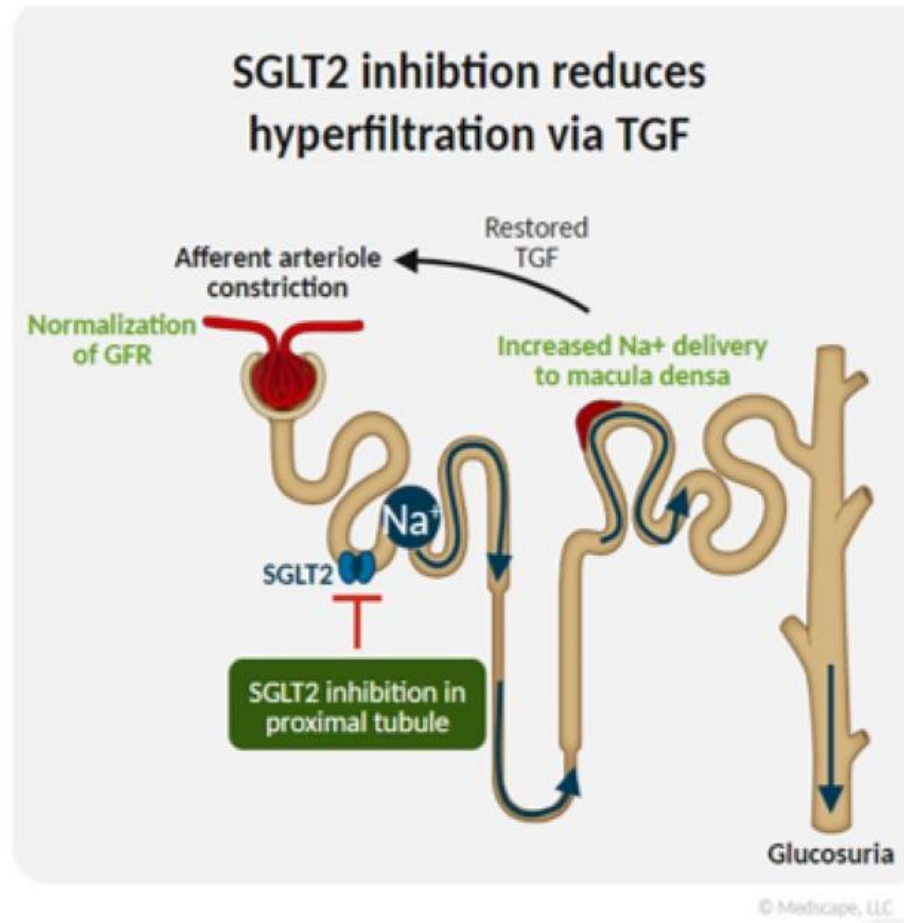 SGLT2 inhibtion reduces
hyperfiltration via TGF
Restored
TGF
Afferent arteriole
constriction
Normalization
of GFR
Increased Na+ delivery
to macula densa
Na+
SGLT2
SGLT2 inhibition in
proximal tubule
Glucosuria
© Medscape, LLC